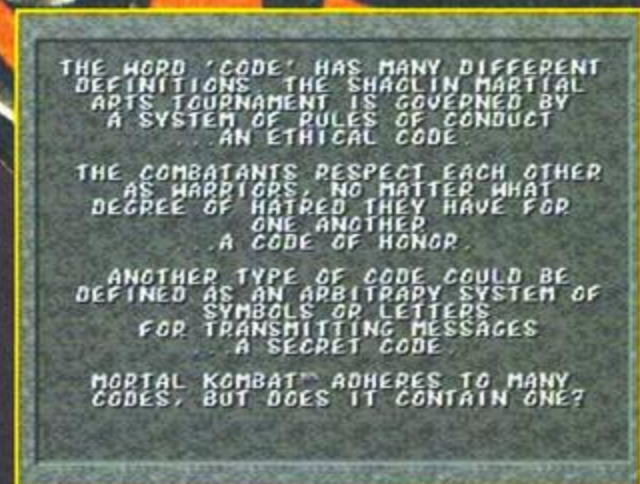 THE WORD 'CODE' HAS MANY DIFFERENT
DEFINITIONS. THE SHAOLIN MARTIAL
ARTS TOURNAMENT IS GOVERNED BY
A SYSTEM OF RULES OF CONDUCT
...AN ETHICAL CODE.
THE COMBATANTS RESPECT EACH OTHER
AS WARRIORS, NO MATTER WHAT
DEGREE OF HATRED THEY HAVE FOR
ONE ANOTHER
...A CODE OF HONOR.
ANOTHER TYPE OF CODE COULD BE
DEFINED AS AN ARBITRARY SYSTEM OF
SYMBOLS OR LETTERS
FOR TRANSMITTING MESSAGES
...A SECRET CODE.
MORTAL KOMBAT™ ADHERES TO MANY
CODES, BUT DOES IT CONTAIN ONE?